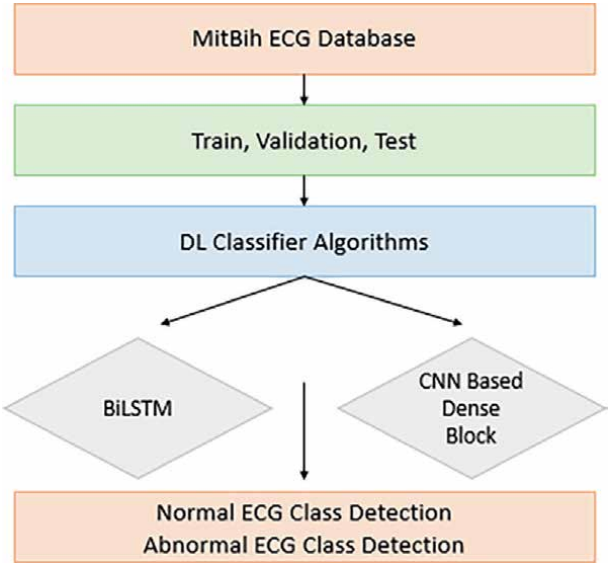 MitBih ECG Database
Train, Validation, Test
DL Classifier Algorithms
BiLSTM
CNN Based
Dense
Block
Normal ECG Class Detection
Abnormal ECG Class Detection